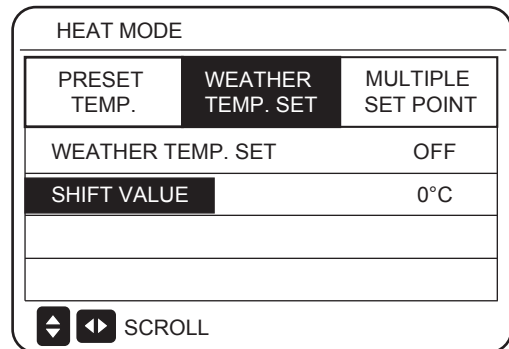 HEAT MODE
PRESET TEMP.
WEATHER TEMP. SET
MULTIPLE SET POINT
WEATHER TEMP. SET OFF
SHIFT VALUE 0°C
SCROLL